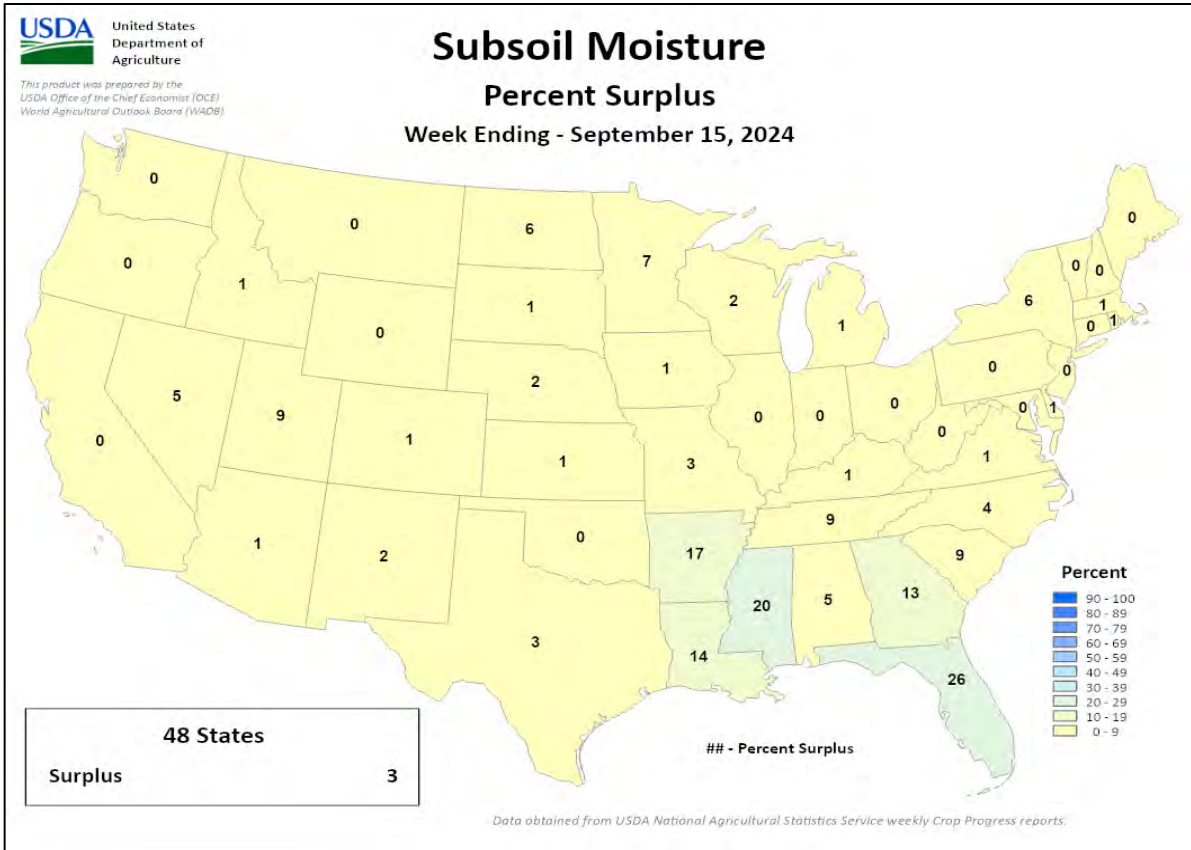 USDA
United States
Department of
Agriculture
This product was prepared by the
USDA Office of the Chief Economist (OCE)
World Agricultural Outlook Board (WAOB)
Subsoil Moisture
Percent Surplus
Week Ending - September 15, 2024
0
0
6
7
0
0
1
0
1
2
1
6
0
0
1
0
1
0
5
9
1
2
1
1
3
0
0
0
0
0
0
1
0
1
1
4
1
2
0
17
9
9
3
14
20
5
13
26
Percent
90 - 100
80 - 89
70 - 79
60 - 69
50 - 59
40 - 49
30 - 39
20 - 29
10 - 19
0 - 9
48 States
Surplus 3
## - Percent Surplus
Data obtained from USDA National Agricultural Statistics Service weekly Crop Progress reports.